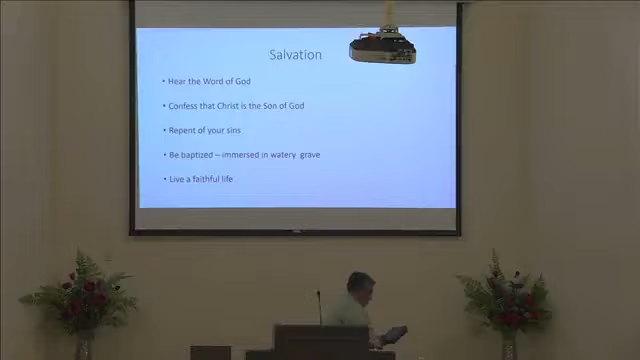 Salvation
• Hear the Word of God
• Confess that Christ is the Son of God
• Repent of your sins
• Be baptized – immersed in watery grave
• Live a faithful life